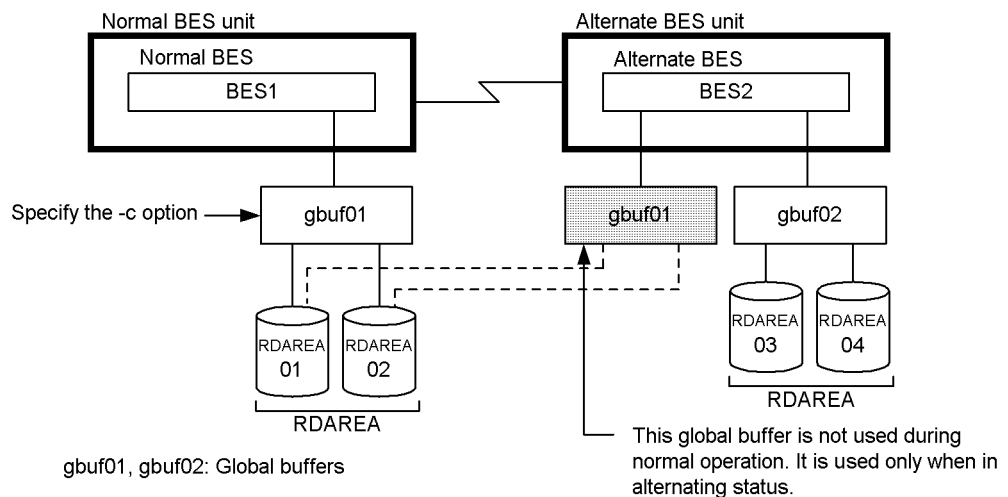 Normal BES unit
Alternate BES unit
Normal BES
Alternate BES
BES1
BES2
Specify the -c option
gbuf01
gbuf01
gbuf02
RDAREA
01
RDAREA
02
RDAREA
03
RDAREA
04
RDAREA
RDAREA
This global buffer is not used during
normal operation. It is used only when in
alternating status.
gbuf01, gbuf02: Global buffers